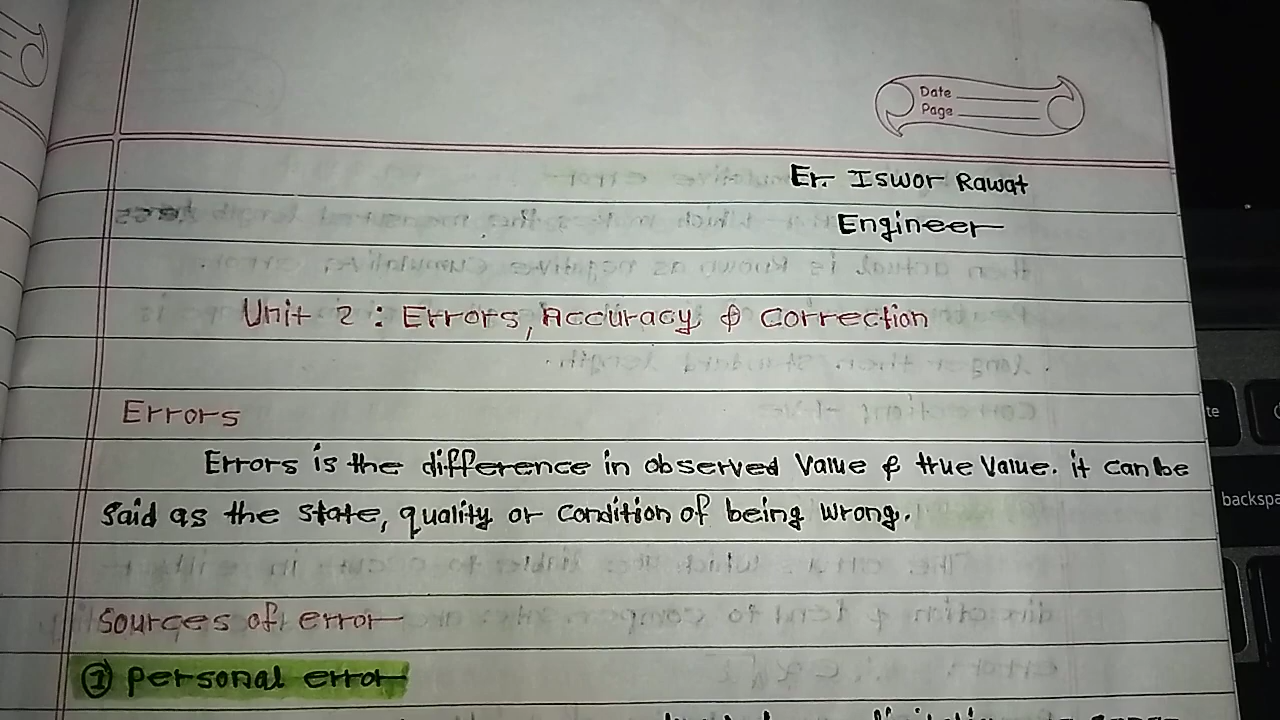 Date
Page
Er. Iswor Rawat
Engineer
Unit 2 : Errors, Accuracy & Correction
Errors
Errors is the difference in observed value & true value. it can be
said as the state, quality or condition of being wrong.
Sources of error
① personal error
te
backspa